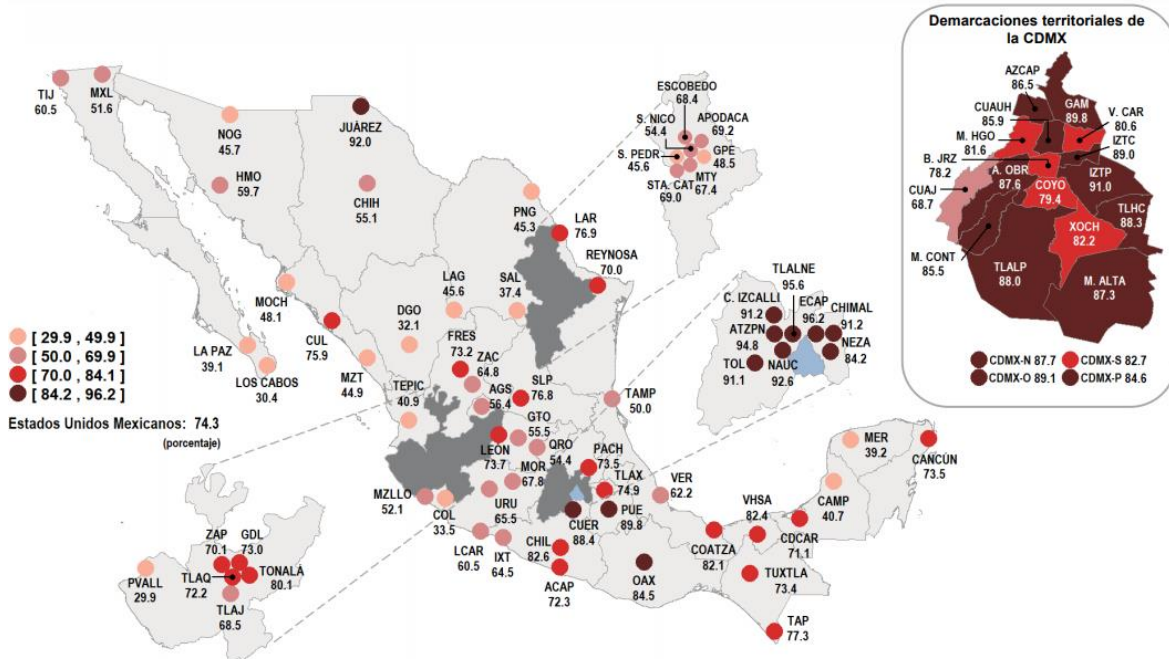 Demarcaciones territoriales de
la CDMX
AZCAP
86.5
CUAUH
85.9
GAM
89.8
V. CAR
80.6
M. HGO
81.6
IZTC
89.0
B. JRZ
78.2
A. OBR
87.6
IZTP
91.0
CUAJ
68.7
COYO
79.4
TLHC
88.3
XOCH
82.2
M. CONT
85.5
TLALP
88.0
M. ALTA
87.3
CDMX-N 87.7
CDMX-S 82.7
CDMX-O 89.1
CDMX-P 84.6
TIJ
60.5
MXL
51.6
NOG
45.7
JUÁREZ
92.0
HMO
59.7
CHIH
55.1
ESCOBEDO
68.4
S. NICO
54.4
APODACA
69.2
S. PEDR
45.6
GPE
48.5
STA. CAT
69.0
MTY
67.4
PNG
45.3
LAR
76.9
REYNOSA
70.0
MOCH
48.1
LAG
45.6
SAL
37.4
DGO
32.1
CUL
75.9
LA PAZ
39.1
LOS CABOS
30.4
MZT
44.9
FRES
73.2
ZAC
64.8
TEPIC
40.9
AGS
56.4
SLP
76.8
TAMP
50.0
GTO
55.5
QRO
54.4
LEÓN
73.7
MOR
67.8
PACH
73.5
TLAX
74.9
VER
62.2
MZLLO
52.1
COL
33.5
URU
65.5
CUER
88.4
PUE
89.8
LCAR
60.5
IXT
64.5
CHIL
82.6
ACAP
72.3
OAX
84.5
COATZA
82.1
VHSA
82.4
CDCAR
71.1
TUXTLA
73.4
TAP
77.3
MER
39.2
CANCÚN
73.5
CAMP
40.7
TLALNE
95.6
C. IZCALLI
91.2
ECAP
96.2
CHIMAL
91.2
ATZPN
94.8
NEZA
84.2
TOL
91.1
NAUC
92.6
[ 29.9 , 49.9 ]
[ 50.0 , 69.9 ]
[ 70.0 , 84.1 ]
[ 84.2 , 96.2 ]
Estados Unidos Mexicanos: 74.3
(porcentaje)
ZAP
70.1
GDL
73.0
PVALL
29.9
TLAQ
72.2
TONALÁ
80.1
TLAJ
68.5